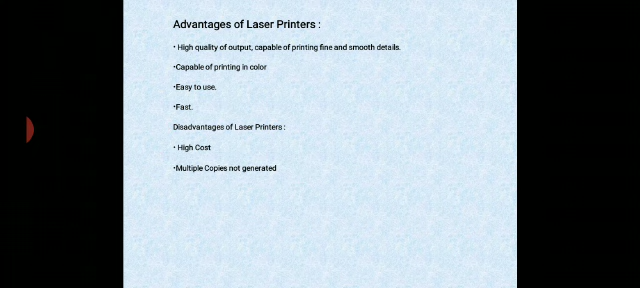 Advantages of Laser Printers :
• High quality of output, capable of printing fine and smooth details.
•Capable of printing in color
•Easy to use.
•Fast.
Disadvantages of Laser Printers :
• High Cost
•Multiple Copies not generated